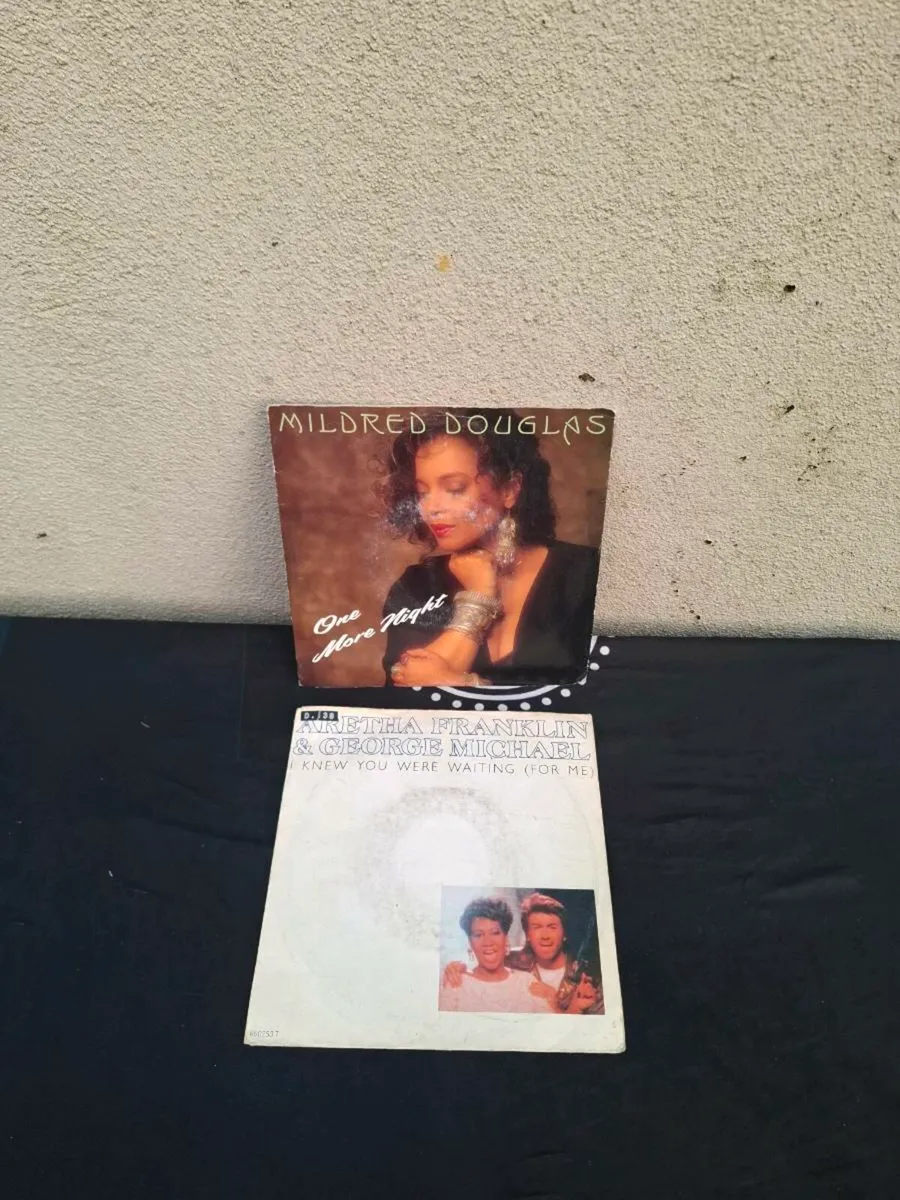 MILDRED DOUGLAS
One
More Night
ARETHA FRANKLIN
& GEORGE MICHAEL
I KNEW YOU WERE WAITING (FOR ME)